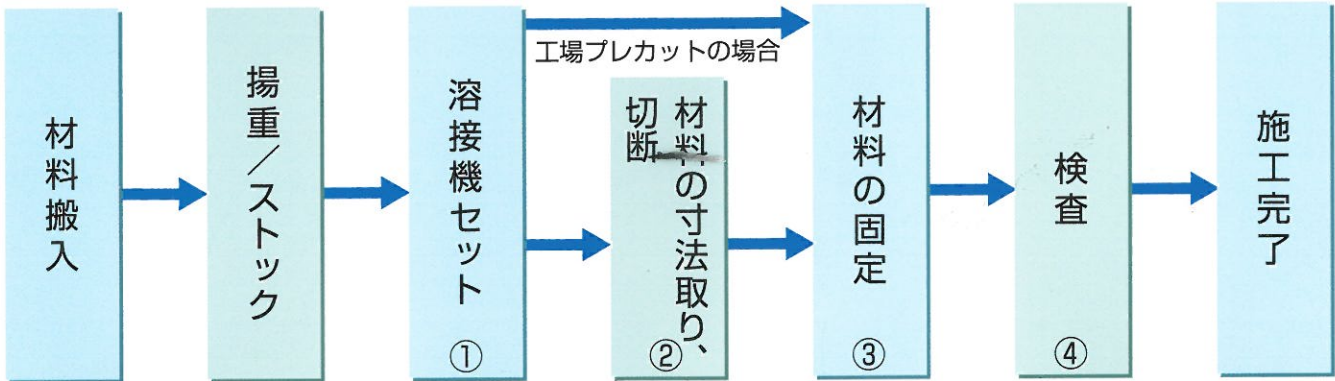 材料搬入
揚重/ストック
溶接機セット
①
工場プレカットの場合
材料の寸法取り、
切断
②
材料の固定
③
検査
④
施工完了